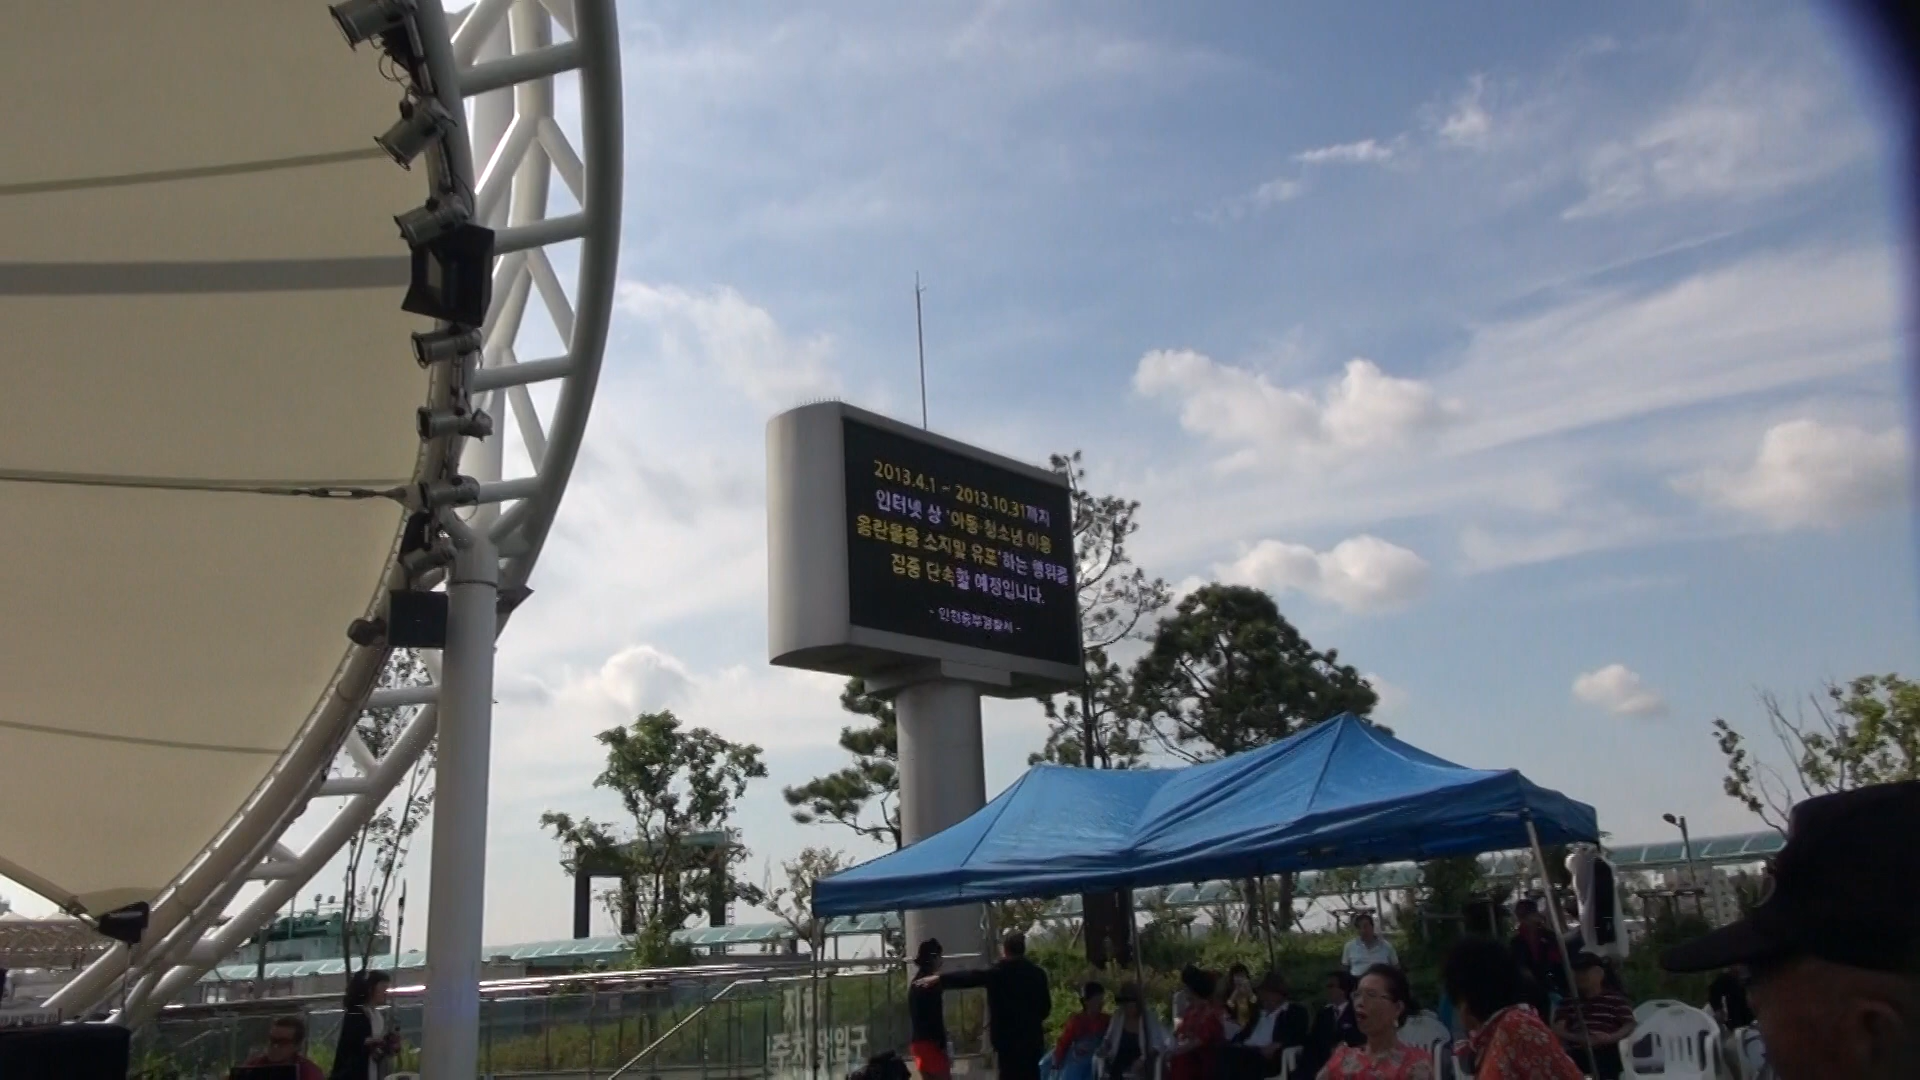 2013.4.1 ~ 2013.10.31까지
인터넷 상 '아동·청소년 이용
음란물을 소지및 유포'하는 행위를
집중 단속할 예정입니다.
- 인천중부경찰서 -